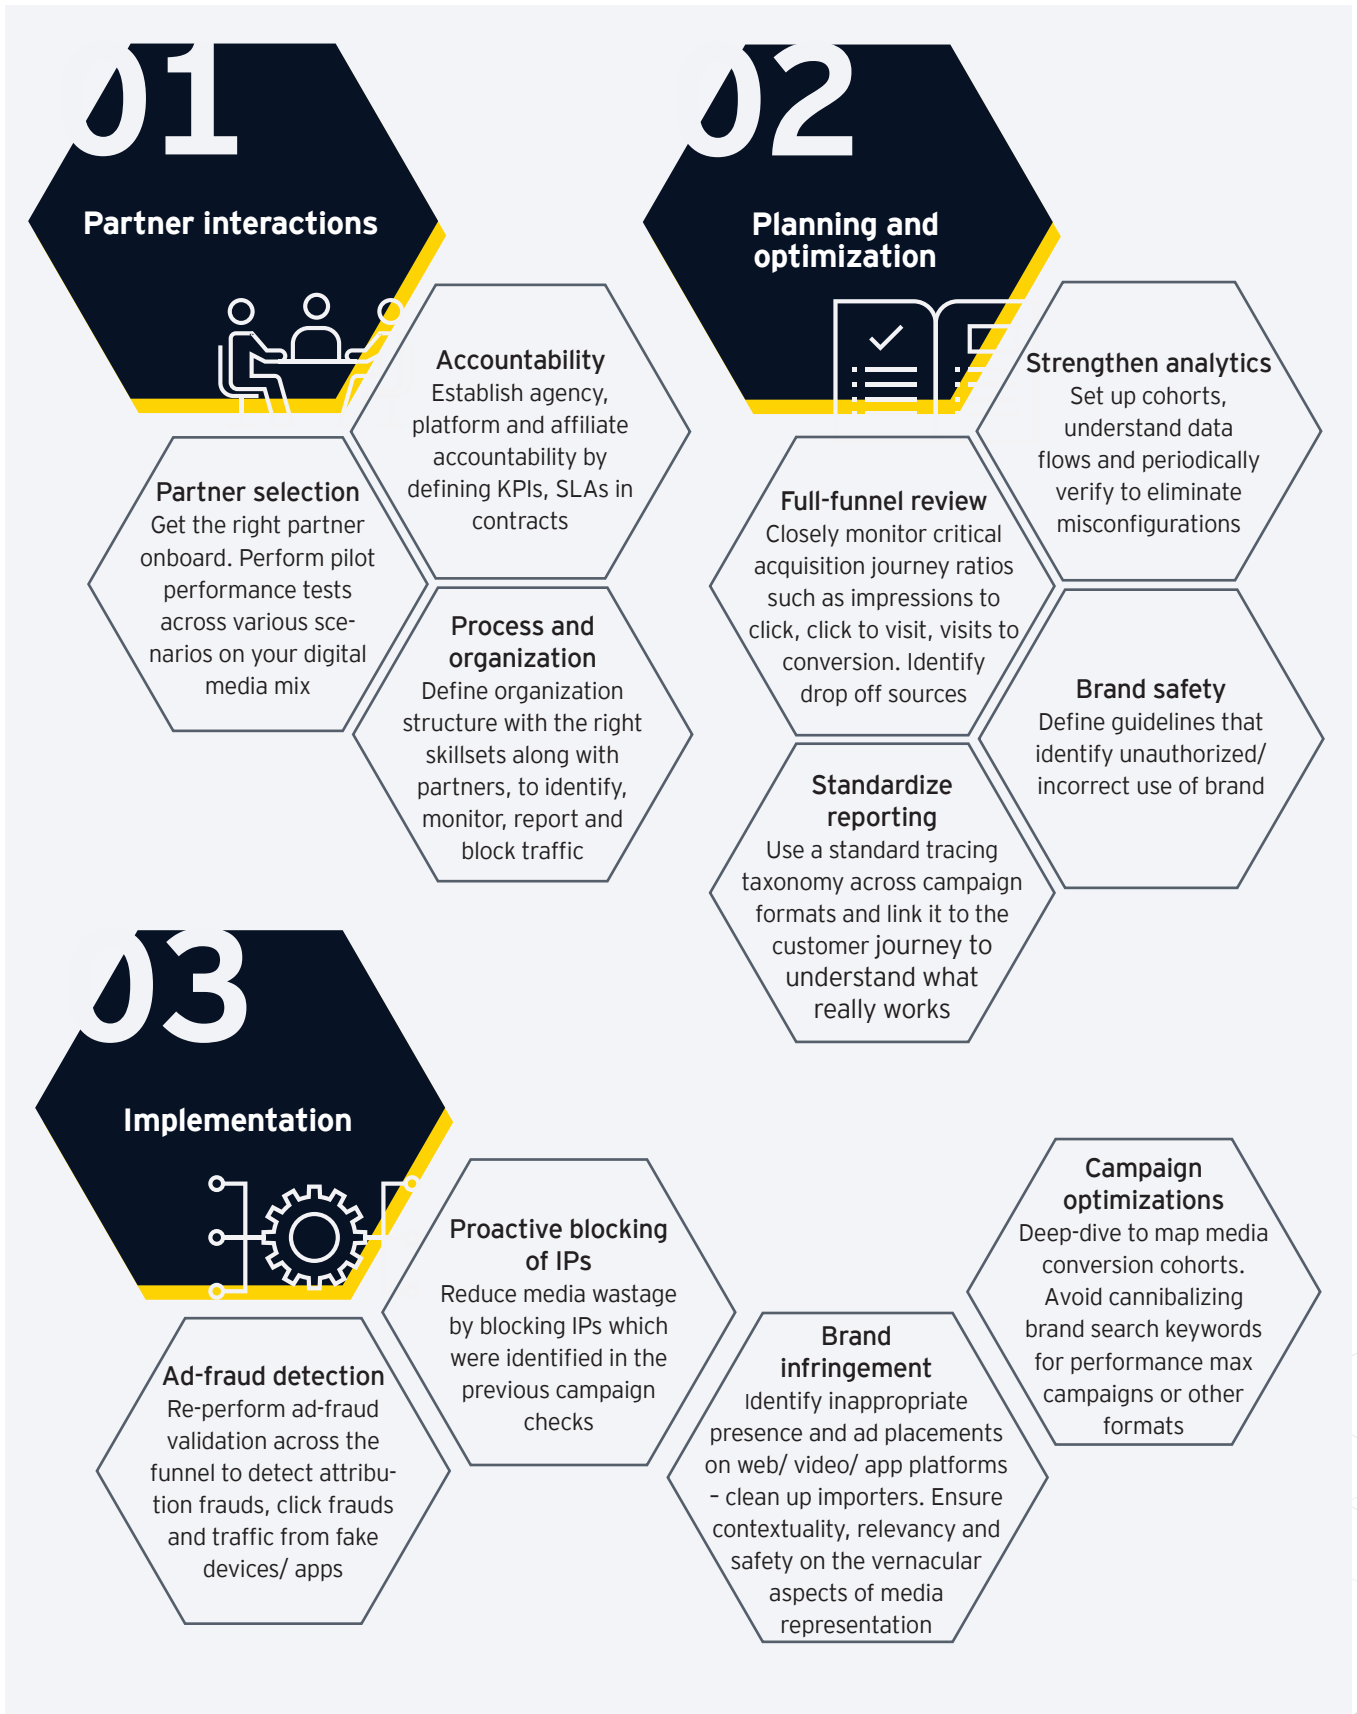 01
Partner interactions
Accountability
Establish agency,
platform and affiliate
accountability by
defining KPIs, SLAs in
contracts
Partner selection
Get the right partner
onboard. Perform pilot
performance tests
across various sce-
narios on your digital
media mix
Process and
organization
Define organization
structure with the right
skillsets along with
partners, to identify,
monitor, report and
block traffic
02
Planning and
optimization
Strengthen analytics
Set up cohorts,
understand data
flows and periodically
verify to eliminate
misconfigurations
Full-funnel review
Closely monitor critical
acquisition journey ratios
such as impressions to
click, click to visit, visits to
conversion. Identify
drop off sources
Brand safety
Define guidelines that
identify unauthorized/
incorrect use of brand
Standardize
reporting
Use a standard tracing
taxonomy across campaign
formats and link it to the
customer journey to
understand what
really works
03
Implementation
Ad-fraud detection
Re-perform ad-fraud
validation across the
funnel to detect attribu-
tion frauds, click frauds
and traffic from fake
devices/ apps
Proactive blocking
of IPs
Reduce media wastage
by blocking IPs which
were identified in the
previous campaign
checks
Brand
infringement
Identify inappropriate
presence and ad placements
on web/ video/ app platforms
– clean up importers. Ensure
contextuality, relevancy and
safety on the vernacular
aspects of media
representation
Campaign
optimizations
Deep-dive to map media
conversion cohorts.
Avoid cannibalizing
brand search keywords
for performance max
campaigns or other
formats